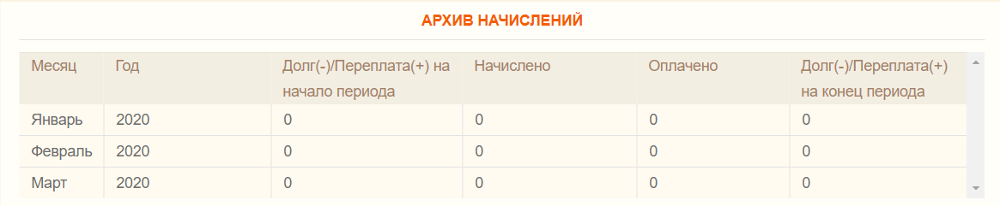 АРХИВ НАЧИСЛЕНИЙ
Месяц Год Долг(-)/Переплата(+) на начало периода Начислено Оплачено Долг(-)/Переплата(+) на конец периода
Январь 2020 0 0 0 0
Февраль 2020 0 0 0 0
Март 2020 0 0 0 0